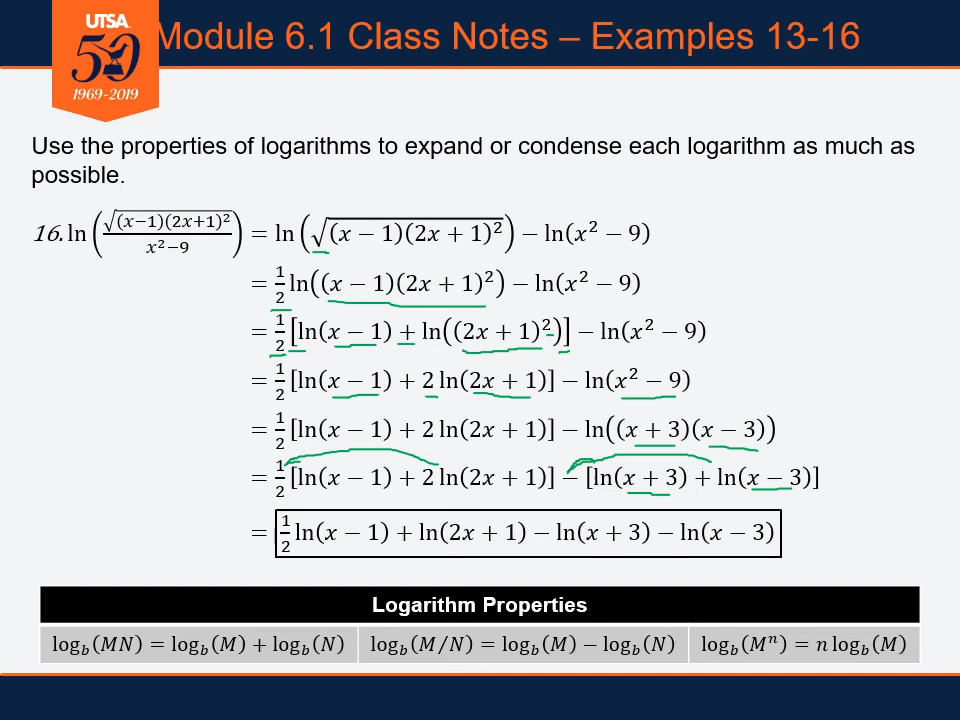 UTSA
50
1969-2019
Module 6.1 Class Notes – Examples 13-16
Use the properties of logarithms to expand or condense each logarithm as much as
possible.
16. ln(√((x−1)(2x+1)²)/(x²−9)) = ln(√((x − 1)(2x + 1)²)) − ln(x² − 9)
= 1/2 ln((x − 1)(2x + 1)²) − ln(x² − 9)
= 1/2 [ln(x − 1) + ln((2x + 1)²)] − ln(x² − 9)
= 1/2 [ln(x − 1) + 2 ln(2x + 1)] − ln(x² − 9)
= 1/2 [ln(x − 1) + 2 ln(2x + 1)] − ln((x + 3)(x − 3))
= 1/2 [ln(x − 1) + 2 ln(2x + 1)] − [ln(x + 3) + ln(x − 3)]
= 1/2 ln(x − 1) + ln(2x + 1) − ln(x + 3) − ln(x − 3)
Logarithm Properties
log_b(MN) = log_b(M) + log_b(N)
log_b(M/N) = log_b(M) − log_b(N)
log_b(Mⁿ) = n log_b(M)